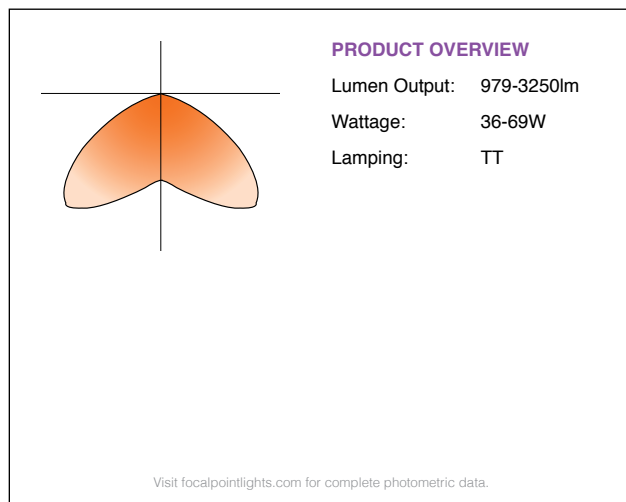 PRODUCT OVERVIEW
Lumen Output: 979-3250lm
Wattage: 36-69W
Lamping: TT
Visit focalpointlights.com for complete photometric data.